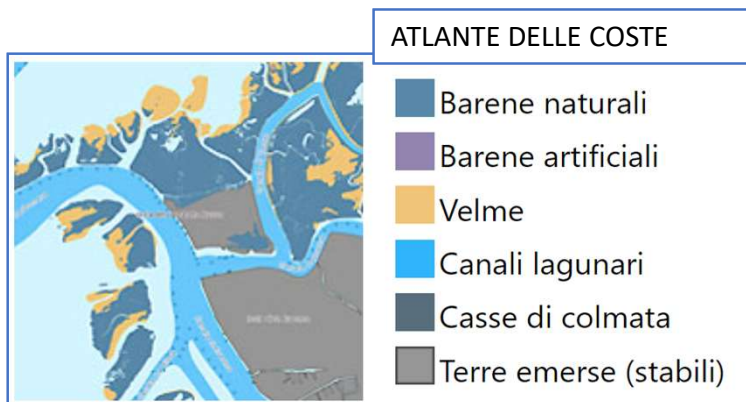 ATLANTE DELLE COSTE
Barene naturali
Barene artificiali
Velme
Canali lagunari
Casse di colmata
Terre emerse (stabili)